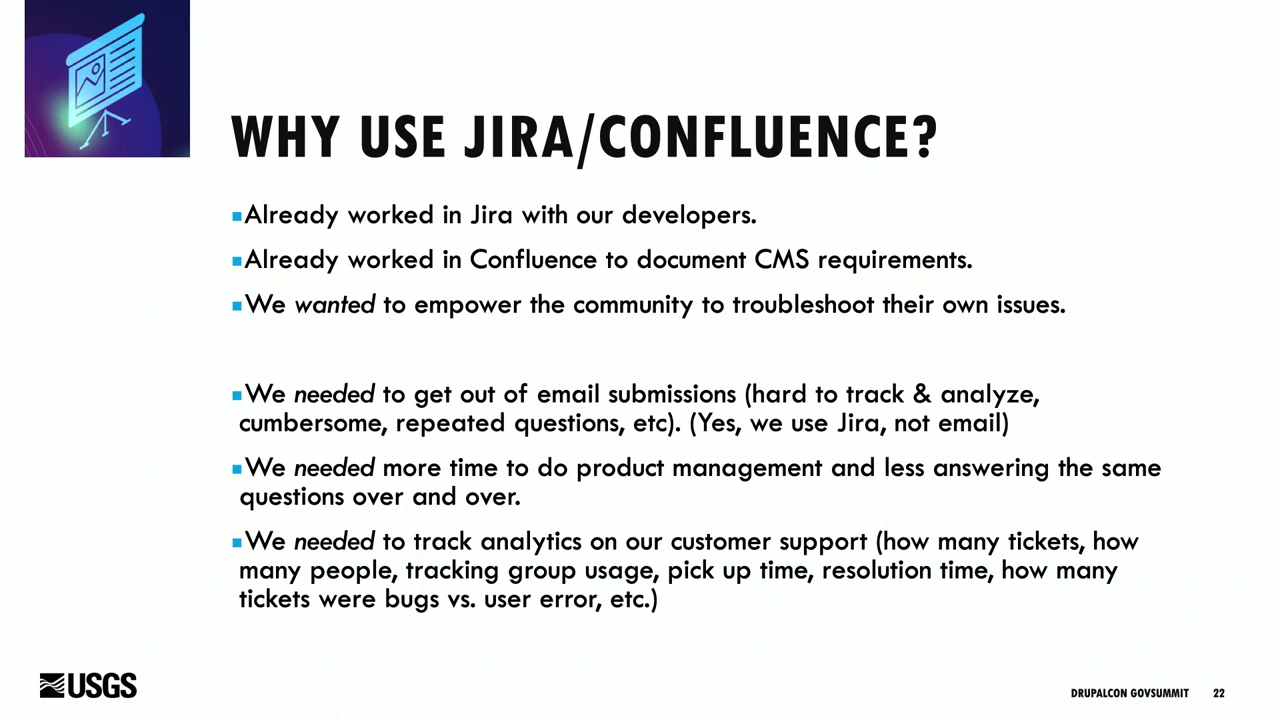 WHY USE JIRA/CONFLUENCE?
Already worked in Jira with our developers.
Already worked in Confluence to document CMS requirements.
We wanted to empower the community to troubleshoot their own issues.
We needed to get out of email submissions (hard to track & analyze,
cumbersome, repeated questions, etc). (Yes, we use Jira, not email)
We needed more time to do product management and less answering the same
questions over and over.
We needed to track analytics on our customer support (how many tickets, how
many people, tracking group usage, pick up time, resolution time, how many
tickets were bugs vs. user error, etc.)
USGS
DRUPALCON GOVSUMMIT 22